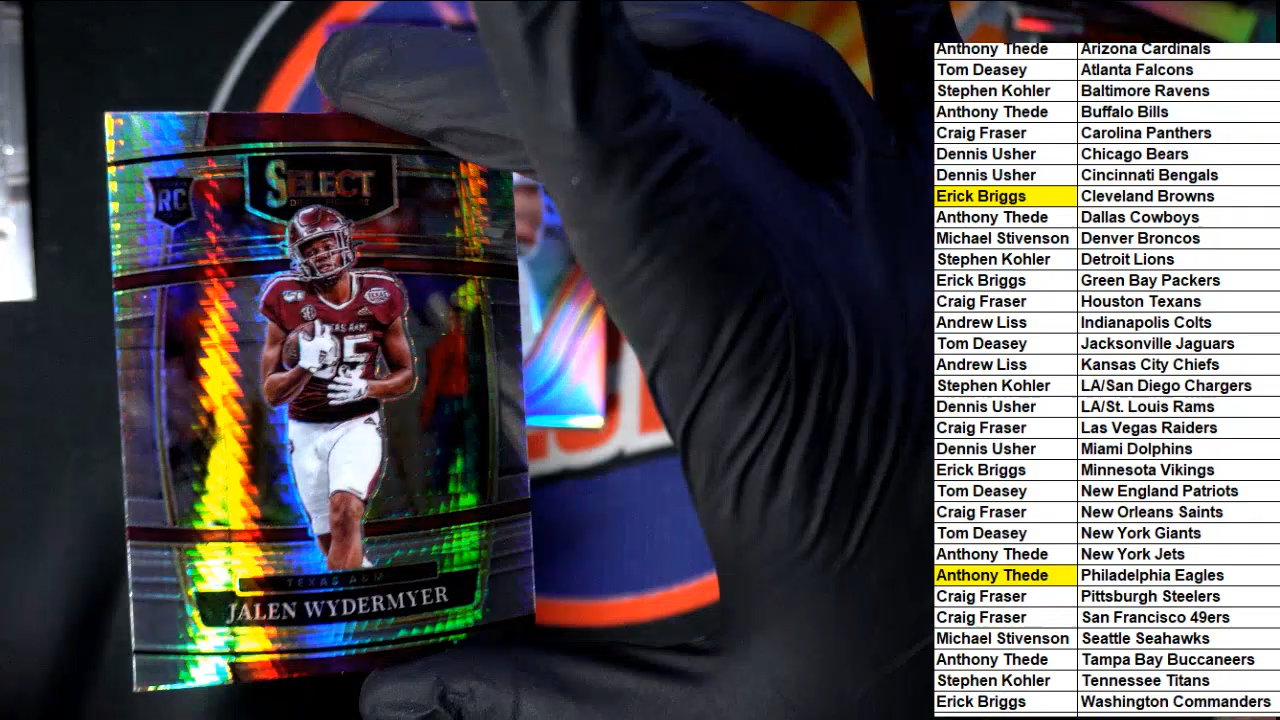 SELECT
RC
TEXAS A&M
85
TEXAS A&M
JALEN WYDERMYER
Anthony Thede Arizona Cardinals
Tom Deasey Atlanta Falcons
Stephen Kohler Baltimore Ravens
Anthony Thede Buffalo Bills
Craig Fraser Carolina Panthers
Dennis Usher Chicago Bears
Dennis Usher Cincinnati Bengals
Erick Briggs Cleveland Browns
Anthony Thede Dallas Cowboys
Michael Stivenson Denver Broncos
Stephen Kohler Detroit Lions
Erick Briggs Green Bay Packers
Craig Fraser Houston Texans
Andrew Liss Indianapolis Colts
Tom Deasey Jacksonville Jaguars
Andrew Liss Kansas City Chiefs
Stephen Kohler LA/San Diego Chargers
Dennis Usher LA/St. Louis Rams
Craig Fraser Las Vegas Raiders
Dennis Usher Miami Dolphins
Erick Briggs Minnesota Vikings
Tom Deasey New England Patriots
Craig Fraser New Orleans Saints
Tom Deasey New York Giants
Anthony Thede New York Jets
Anthony Thede Philadelphia Eagles
Craig Fraser Pittsburgh Steelers
Craig Fraser San Francisco 49ers
Michael Stivenson Seattle Seahawks
Anthony Thede Tampa Bay Buccaneers
Stephen Kohler Tennessee Titans
Erick Briggs Washington Commanders